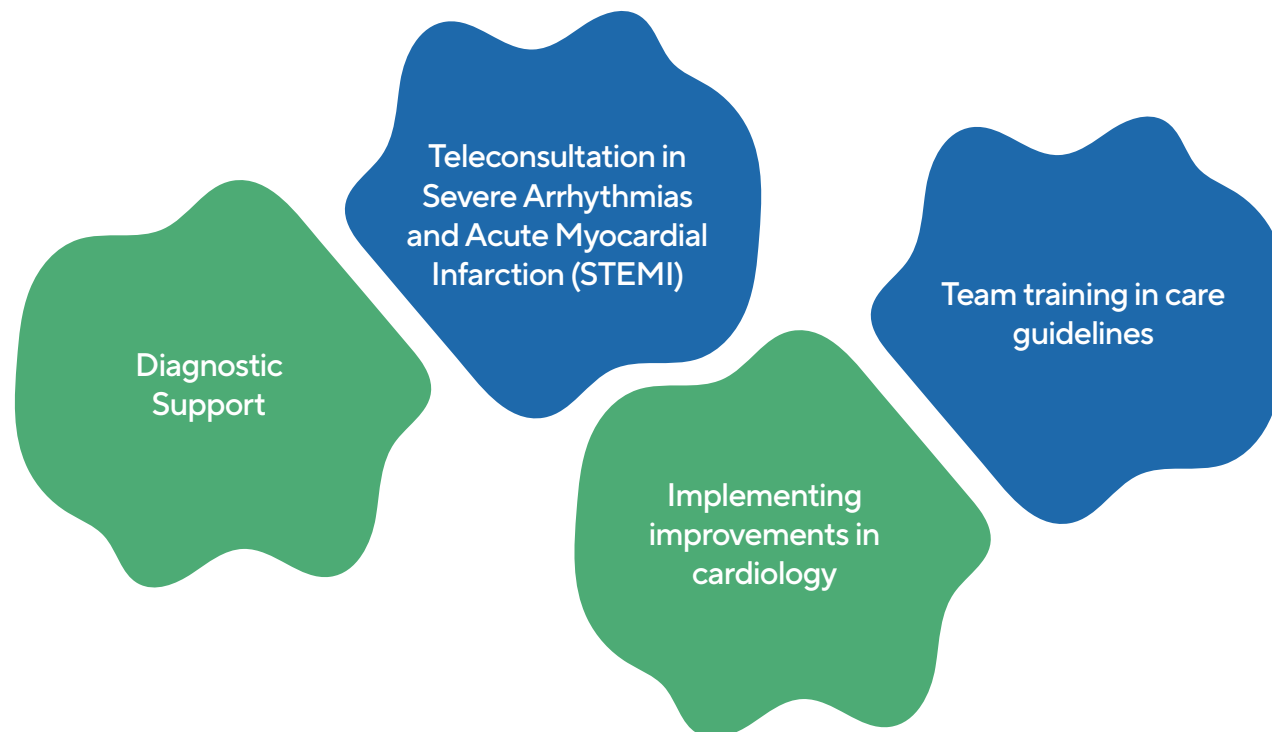 Diagnostic
Support
Teleconsultation in
Severe Arrhythmias
and Acute Myocardial
Infarction (STEMI)
Implementing
improvements in
cardiology
Team training in care
guidelines